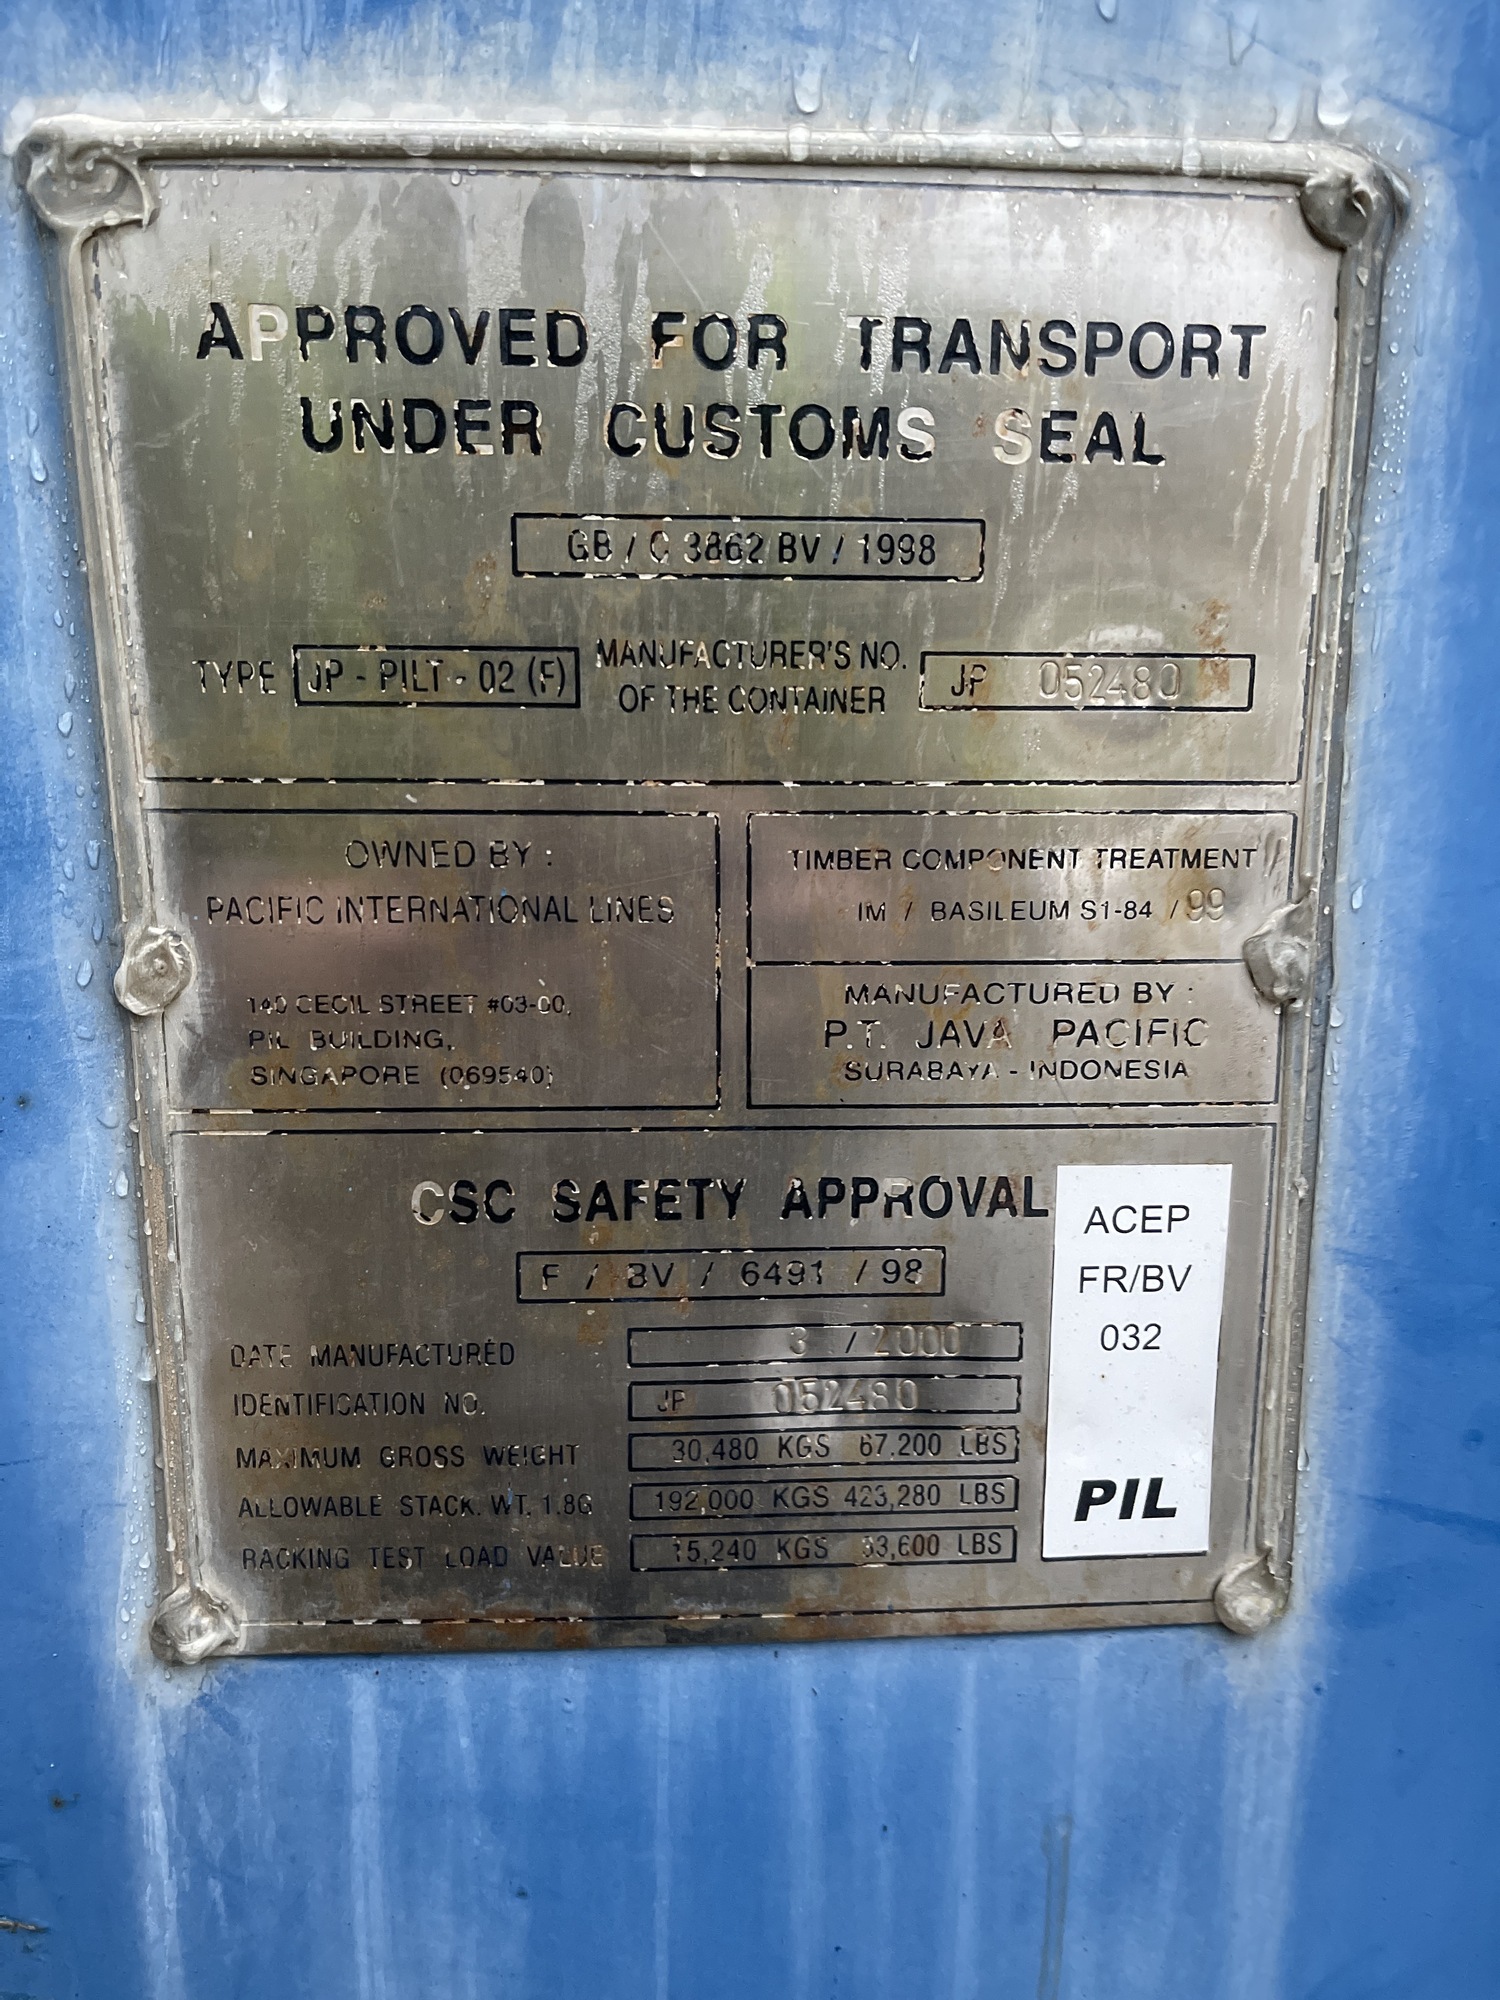 APPROVED FOR TRANSPORT
UNDER CUSTOMS SEAL
GB / C 3862 BV / 1998
TYPE JP - PILT - 02 (F) MANUFACTURER'S NO. OF THE CONTAINER JP 052480
OWNED BY :
PACIFIC INTERNATIONAL LINES
140 CECIL STREET #03-00,
PIL BUILDING,
SINGAPORE (069540)
TIMBER COMPONENT TREATMENT
IM / BASILEUM S1-84 / 99
MANUFACTURED BY :
P.T. JAVA PACIFIC
SURABAYA - INDONESIA
CSC SAFETY APPROVAL
F / BV / 6491 / 98
DATE MANUFACTURED 3 / 2000
IDENTIFICATION NO. JP 052480
MAXIMUM GROSS WEIGHT 30,480 KGS 67.200 LBS
ALLOWABLE STACK. WT. 1.8G 192,000 KGS 423,280 LBS
RACKING TEST LOAD VALUE 15,240 KGS 33,600 LBS
ACEP
FR/BV
032
PIL